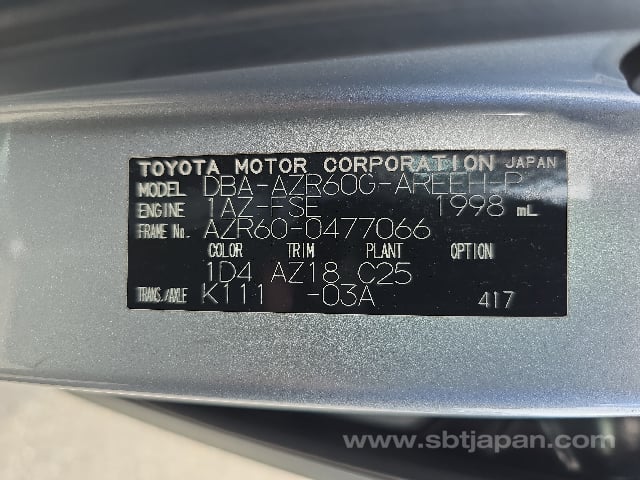 TOYOTA MOTOR CORPORATION JAPAN
MODEL DBA-AZR60G-AREEH-P
ENGINE 1AZ-FSE 1998 mL
FRAME No. AZR60-0477066
COLOR TRIM PLANT OPTION
1D4 AZ18 C25
TRANS./AXLE K111 -03A 417
www.sbtjapan.com